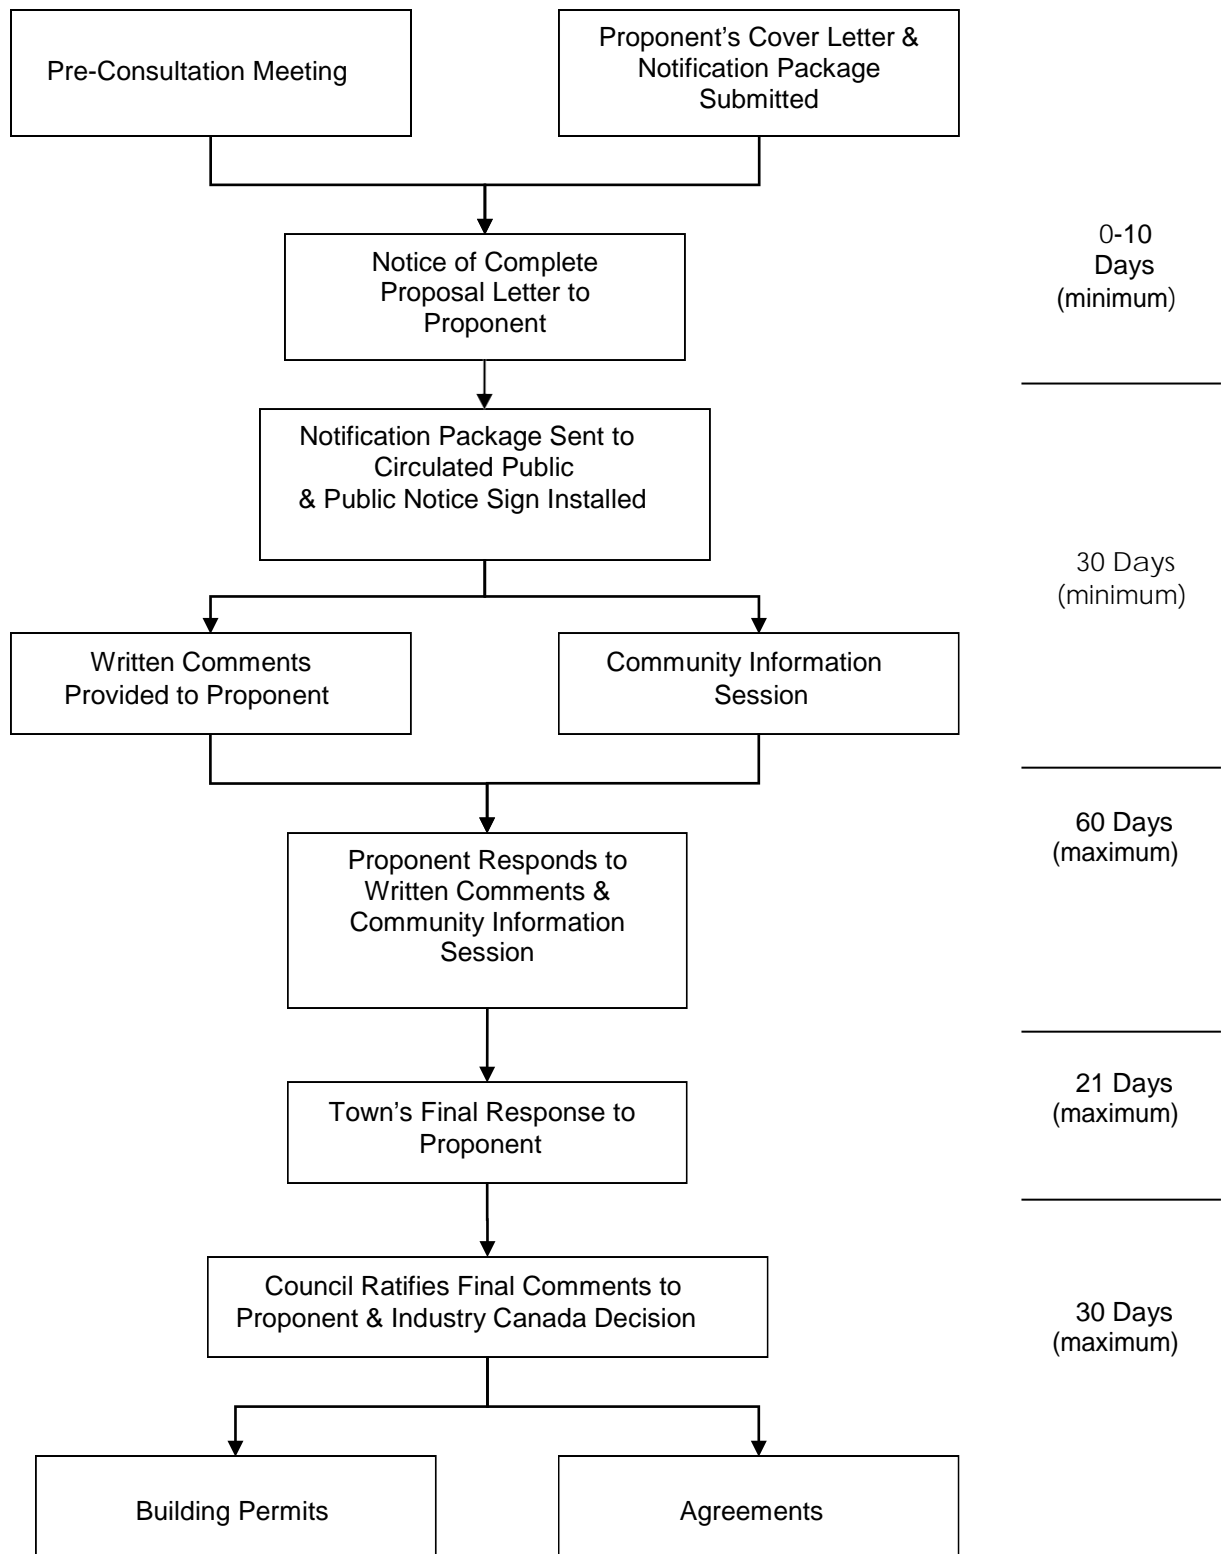 Pre-Consultation Meeting
Proponent’s Cover Letter &
Notification Package
Submitted
Notice of Complete
Proposal Letter to
Proponent
0-10
Days
(minimum)
Notification Package Sent to
Circulated Public
& Public Notice Sign Installed
30 Days
(minimum)
Written Comments
Provided to Proponent
Community Information
Session
60 Days
(maximum)
Proponent Responds to
Written Comments &
Community Information
Session
21 Days
(maximum)
Town’s Final Response to
Proponent
Council Ratifies Final Comments to
Proponent & Industry Canada Decision
30 Days
(maximum)
Building Permits
Agreements